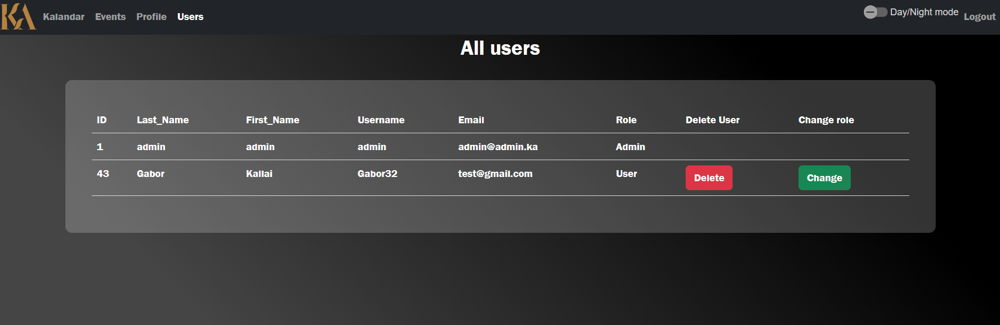 KA Kalandar Events Profile Users Day/Night mode Logout
All users
ID Last_Name First_Name Username Email Role Delete User Change role
1 admin admin admin admin@admin.ka Admin
43 Gabor Kallai Gabor32 test@gmail.com User Delete Change